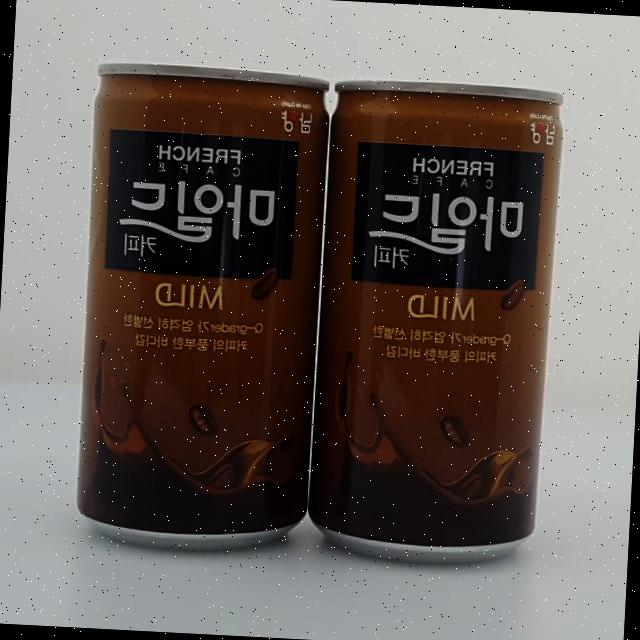 남양
FRENCH
CAFE
마일드
커피
MILD
Q-grader가 엄격히 선별한
커피의 풍부한 바디감
남양
FRENCH
CAFE
마일드
커피
MILD
Q-grader가 엄격히 선별한
커피의 풍부한 바디감